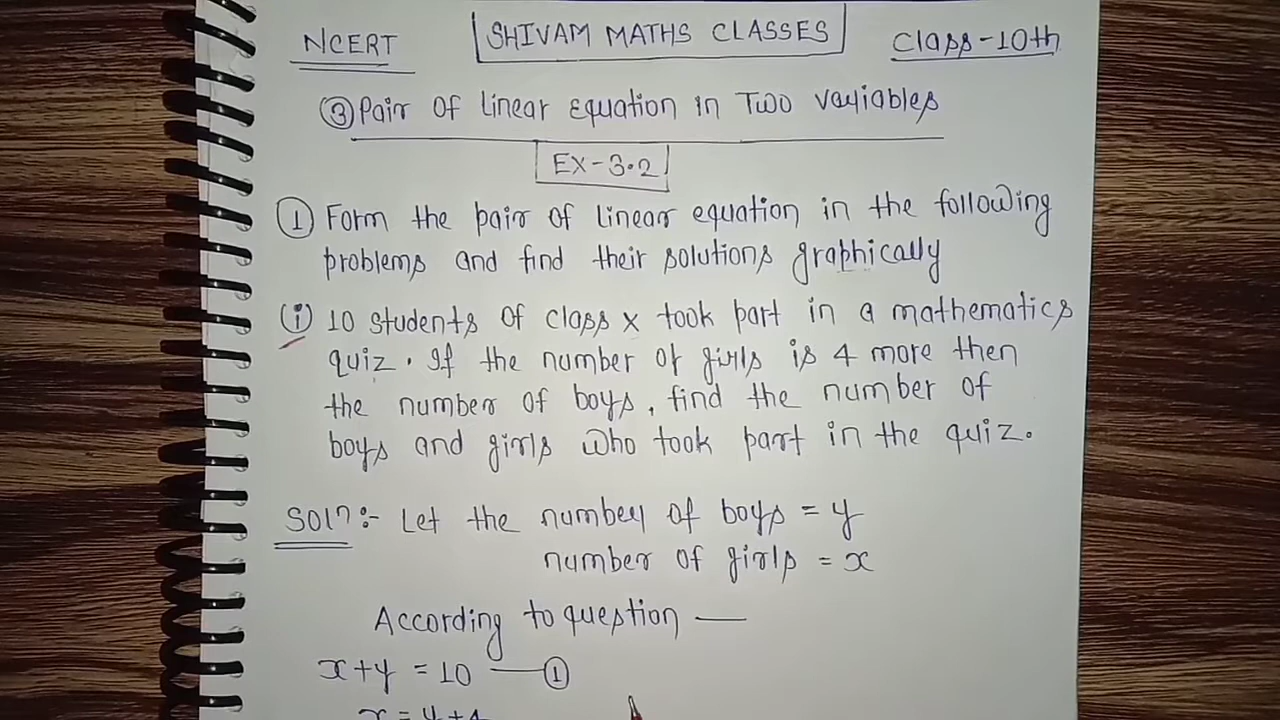 NCERT
SHIVAM MATHS CLASSES
Class-10th
③ Pair of linear Equation in Two variables
EX-3.2
① Form the pair of linear equation in the following
problems and find their solutions graphically
(i) 10 students of class X took part in a mathematics
quiz. If the number of girls is 4 more then
the number of boys, find the number of
boys and girls who took part in the quiz.
Solⁿ:- Let the number of boys = y
number of girls = x
According to question —
x+y = 10 — ①
x = y+4